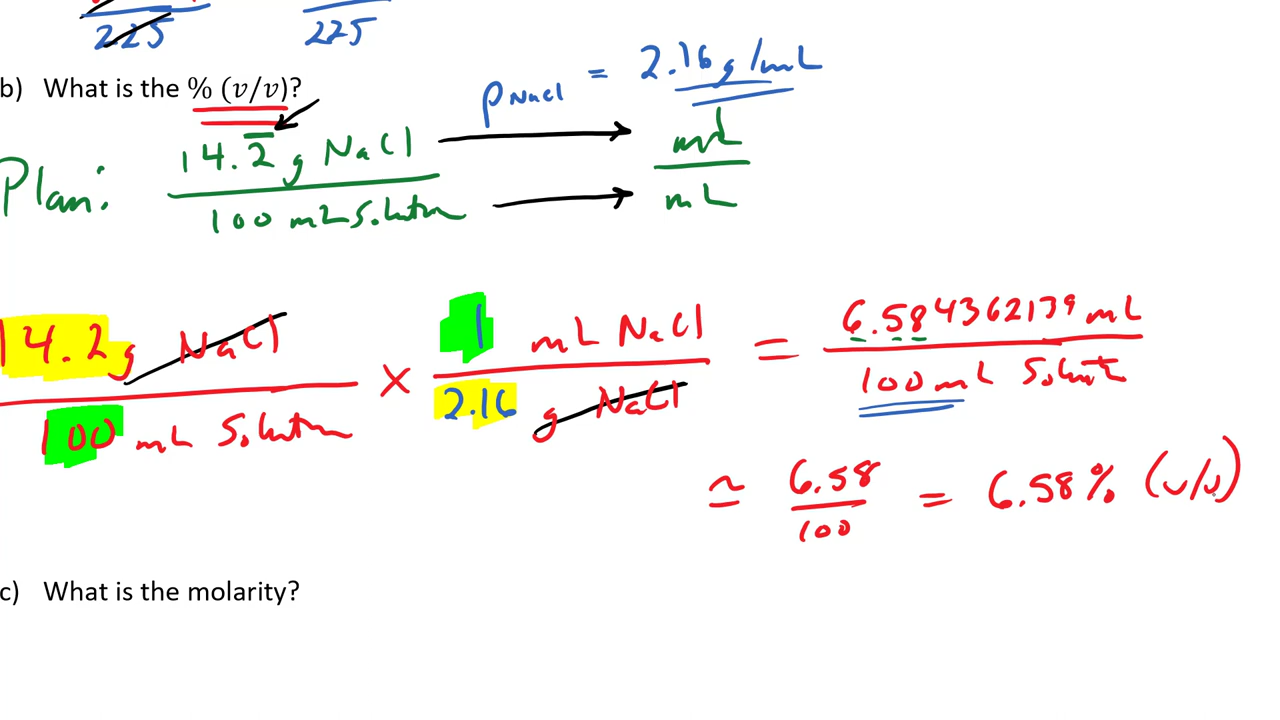 225 225
b) What is the % (v/v)?
ρNaCl = 2.16 g/mL
Plan: 14.2 g NaCl mL
100 mL Solution mL
14.2 g NaCl × 1 mL NaCl = 6.584362139 mL
100 mL Solution 2.16 g NaCl 100 mL Solution
≃ 6.58 = 6.58% (v/v)
100
c) What is the molarity?